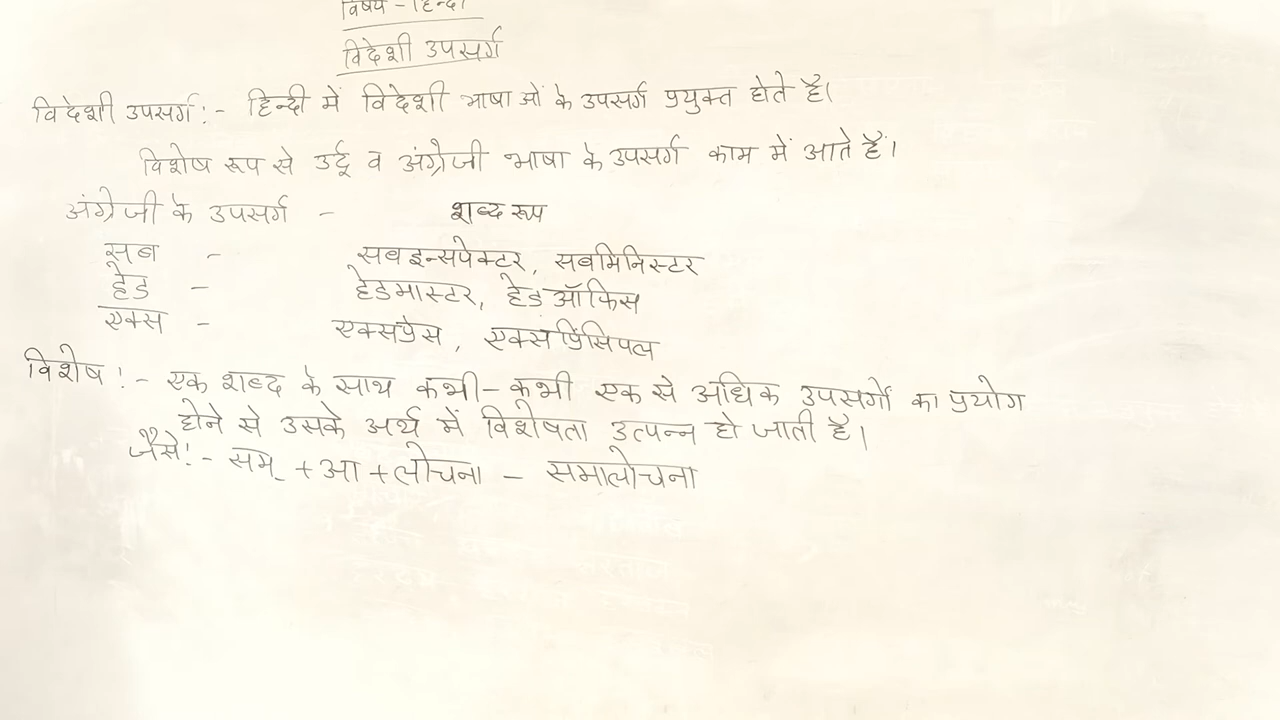 विषय - हिन्दी
विदेशी उपसर्ग
विदेशी उपसर्ग :- हिन्दी में विदेशी भाषाओं के उपसर्ग प्रयुक्त होते है।
विशेष रूप से उर्दू व अंग्रेजी भाषा के उपसर्ग काम में आते हैं।
अंग्रेजी के उपसर्ग - शब्द रूप
सब - सबइन्सपेक्टर, सबमिनिस्टर
हेड - हेडमास्टर, हेड ऑफिस
एक्स - एक्सप्रेस, एक्स प्रिंसिपल
विशेष :- एक शब्द के साथ कभी-कभी एक से अधिक उपसर्गों का प्रयोग
होने से उसके अर्थ में विशेषता उत्पन्न हो जाती है।
जैसे :- सम् + आ + लोचना - समालोचना